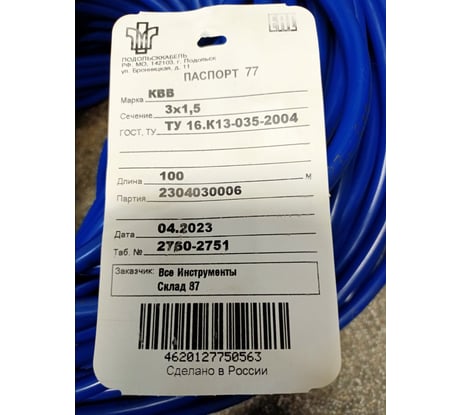 EAC
ПОДОЛЬСККАБЕЛЬ
РФ, МО, 142103, г. Подольск
ул. Бронницкая, д. 11
ПАСПОРТ 77
Марка КВВ
Сечение 3х1,5
ГОСТ, ТУ ТУ 16.К13-035-2004
Длина 100 м
Партия 2304030006
Дата 04.2023
Таб. № 2750-2751
Заказчик: Все Инструменты
Склад 87
4620127750563
Сделано в России